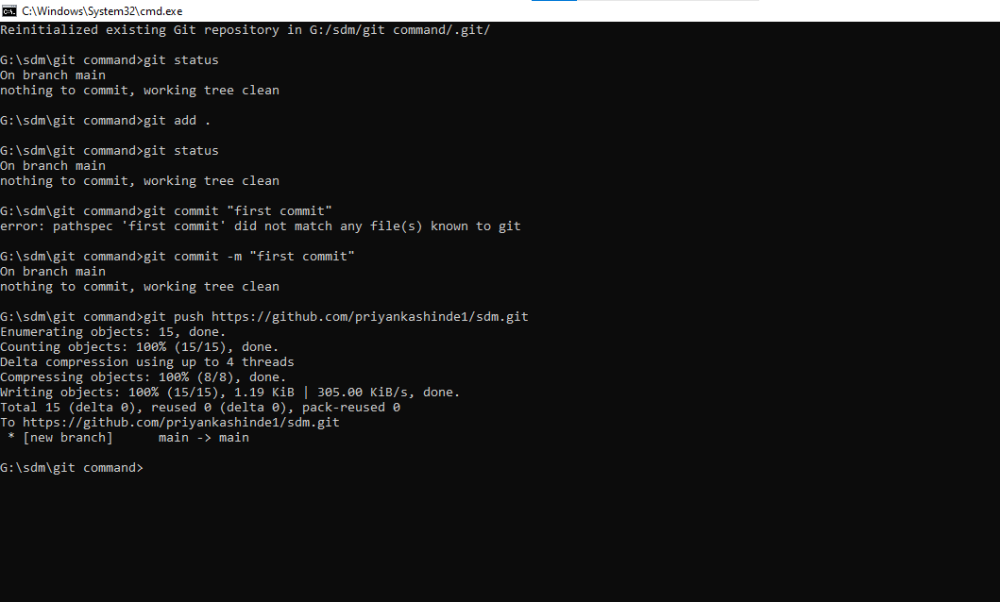 C:\Windows\System32\cmd.exe
Reinitialized existing Git repository in G:/sdm/git command/.git/
G:\sdm\git command>git status
On branch main
nothing to commit, working tree clean
G:\sdm\git command>git add .
G:\sdm\git command>git status
On branch main
nothing to commit, working tree clean
G:\sdm\git command>git commit "first commit"
error: pathspec 'first commit' did not match any file(s) known to git
G:\sdm\git command>git commit -m "first commit"
On branch main
nothing to commit, working tree clean
G:\sdm\git command>git push https://github.com/priyankashinde1/sdm.git
Enumerating objects: 15, done.
Counting objects: 100% (15/15), done.
Delta compression using up to 4 threads
Compressing objects: 100% (8/8), done.
Writing objects: 100% (15/15), 1.19 KiB | 305.00 KiB/s, done.
Total 15 (delta 0), reused 0 (delta 0), pack-reused 0
To https://github.com/priyankashinde1/sdm.git
 * [new branch]      main -> main
G:\sdm\git command>